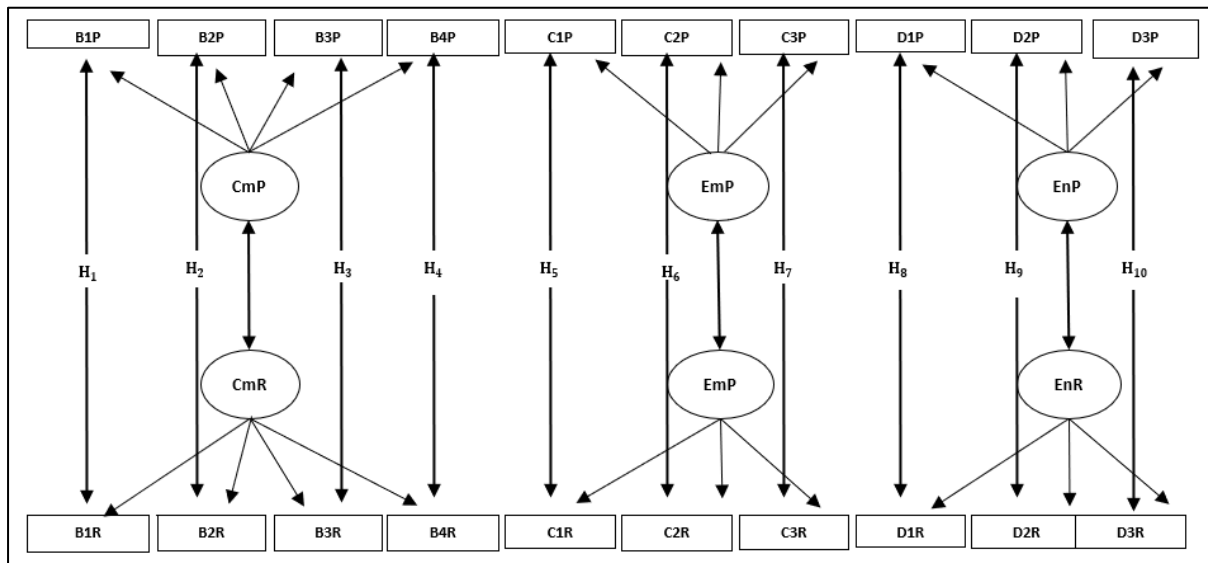 B1P B2P B3P B4P C1P C2P C3P D1P D2P D3P
CmP EmP EnP
H₁ H₂ H₃ H₄ H₅ H₆ H₇ H₈ H₉ H₁₀
CmR EmP EnR
B1R B2R B3R B4R C1R C2R C3R D1R D2R D3R